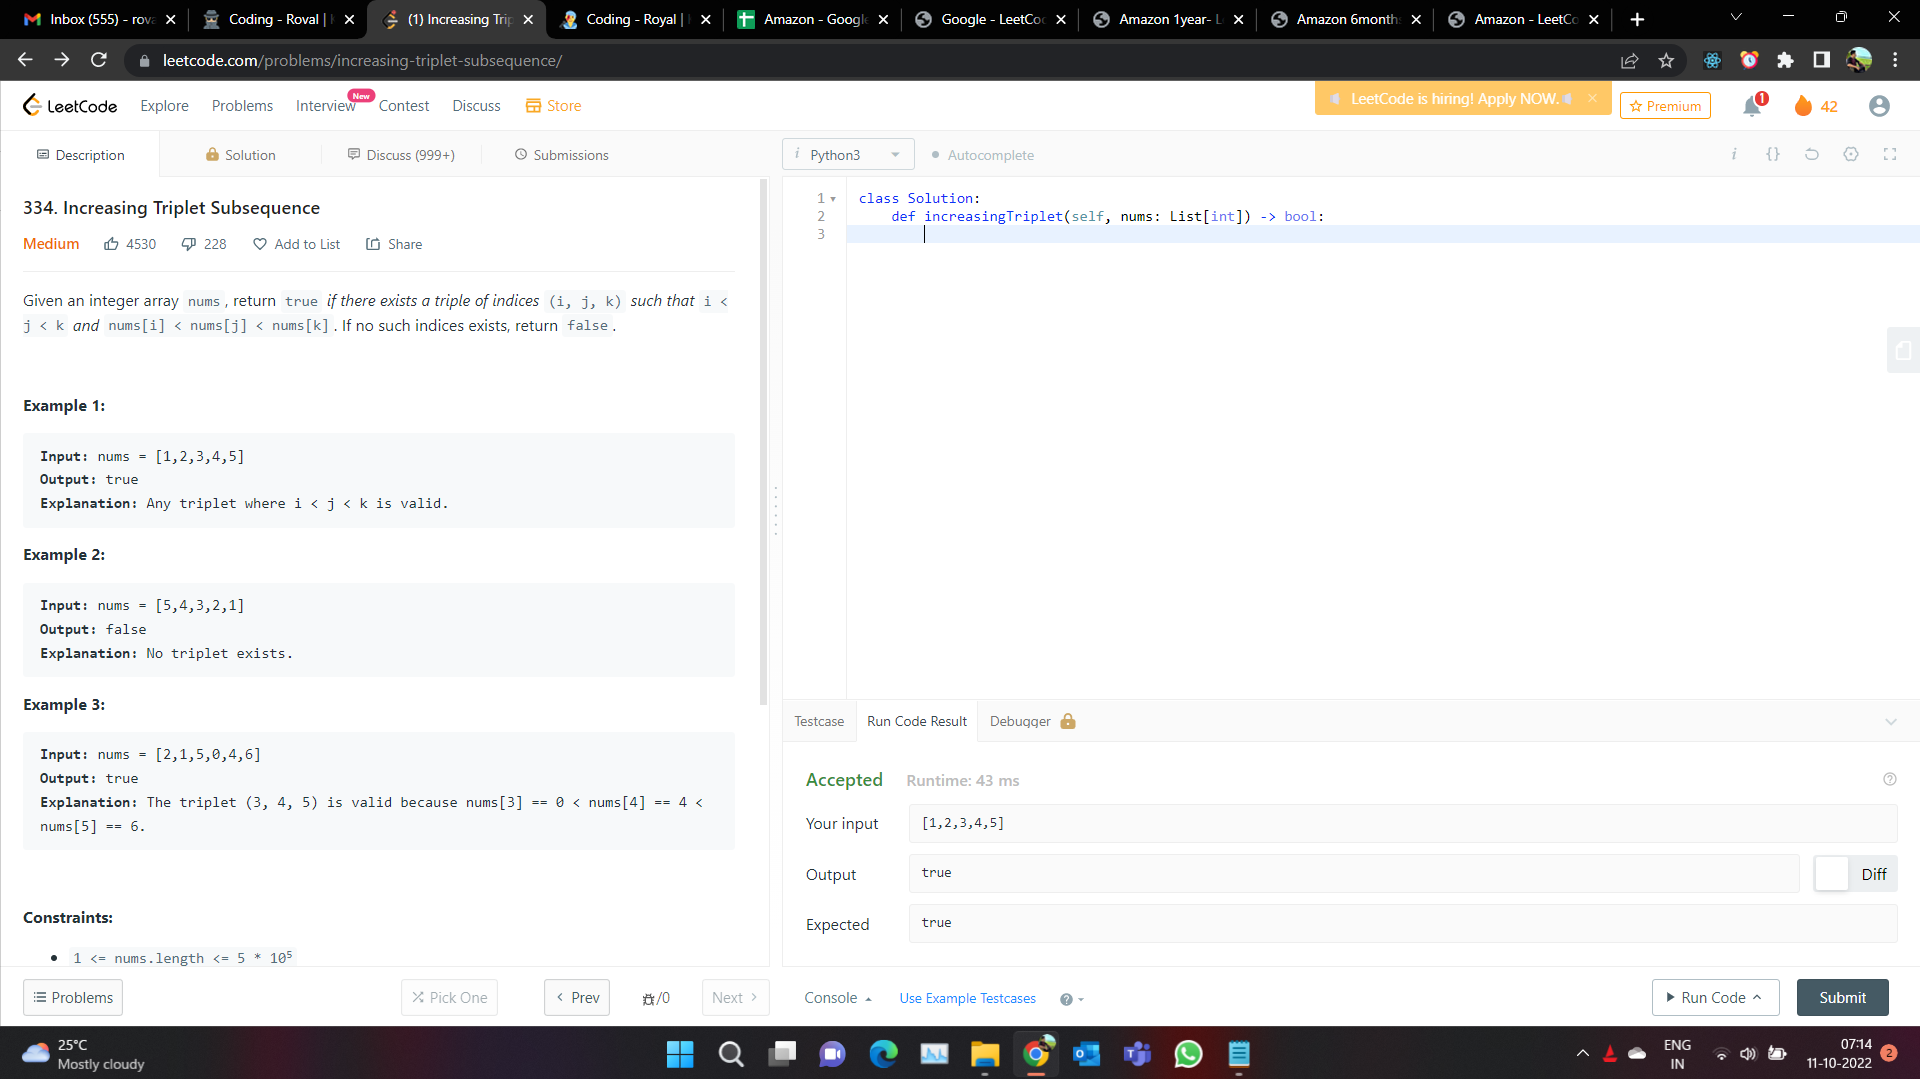 Inbox (555) - rova
Coding - Roval |
(1) Increasing Trip
Coding - Royal |
Amazon - Google
Google - LeetCo
Amazon 1year- L
Amazon 6month
Amazon - LeetCo
leetcode.com/problems/increasing-triplet-subsequence/
LeetCode
Explore
Problems
Interview
New
Contest
Discuss
Store
LeetCode is hiring! Apply NOW.
Premium
1
42
Description
Solution
Discuss (999+)
Submissions
i Python3
Autocomplete
i {}
334. Increasing Triplet Subsequence
Medium 4530 228 Add to List Share
Given an integer array nums , return true if there exists a triple of indices (i, j, k) such that i <
j < k and nums[i] < nums[j] < nums[k] . If no such indices exists, return false .
Example 1:
Input: nums = [1,2,3,4,5]
Output: true
Explanation: Any triplet where i < j < k is valid.
Example 2:
Input: nums = [5,4,3,2,1]
Output: false
Explanation: No triplet exists.
Example 3:
Input: nums = [2,1,5,0,4,6]
Output: true
Explanation: The triplet (3, 4, 5) is valid because nums[3] == 0 < nums[4] == 4 <
nums[5] == 6.
Constraints:
• 1 <= nums.length <= 5 * 10⁵
1 class Solution:
2 def increasingTriplet(self, nums: List[int]) -> bool:
3
Testcase
Run Code Result
Debugger
Accepted Runtime: 43 ms
Your input [1,2,3,4,5]
Output true Diff
Expected true
Problems
Pick One
Prev
/0
Next
Console
Use Example Testcases
Run Code
Submit
25°C
Mostly cloudy
ENG
IN
07:14
11-10-2022
2